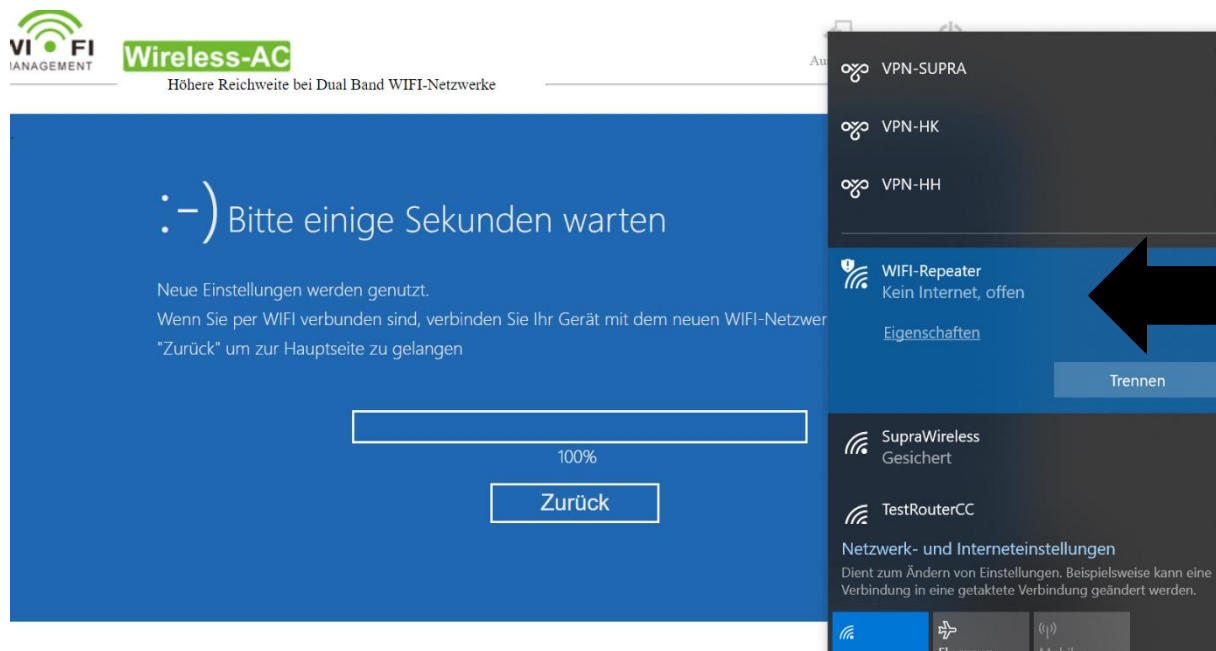 VI FI
MANAGEMENT
Wireless-AC
Höhere Reichweite bei Dual Band WIFI-Netzwerke
:-) Bitte einige Sekunden warten
Neue Einstellungen werden genutzt.
Wenn Sie per WIFI verbunden sind, verbinden Sie Ihr Gerät mit dem neuen WIFI-Netzwer
"Zurück" um zur Hauptseite zu gelangen
100%
Zurück
Au
VPN-SUPRA
VPN-HK
VPN-HH
WIFI-Repeater
Kein Internet, offen
Eigenschaften
Trennen
SupraWireless
Gesichert
TestRouterCC
Netzwerk- und Interneteinstellungen
Dient zum Ändern von Einstellungen. Beispielsweise kann eine
Verbindung in eine getaktete Verbindung geändert werden.